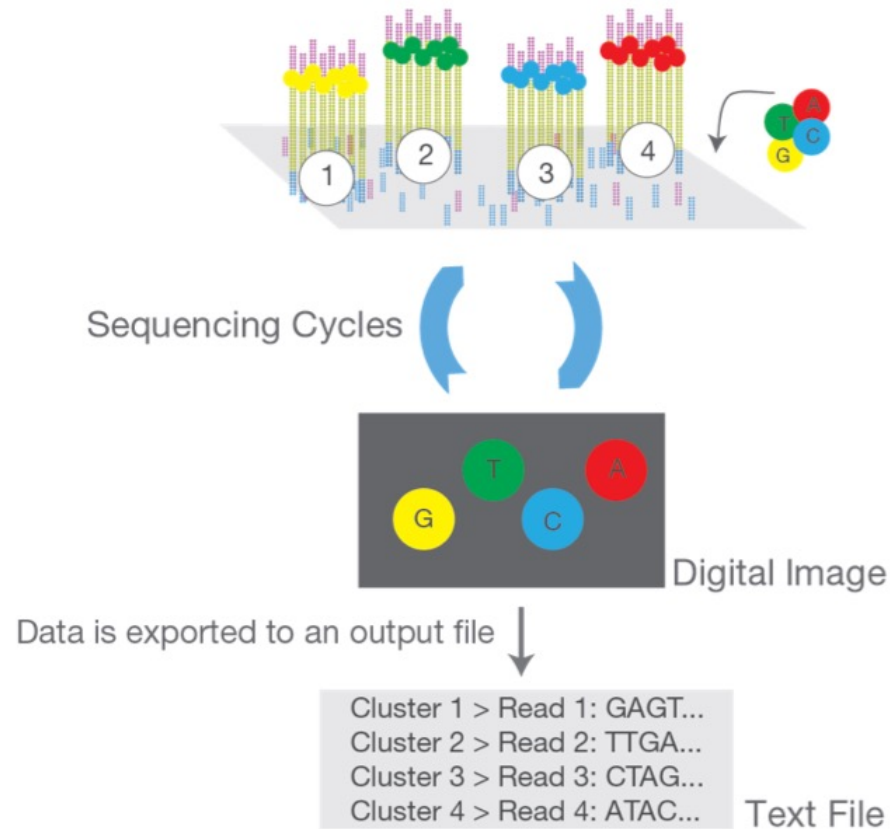 1
2
3
4
A
T
C
G
Sequencing Cycles
T
A
G
C
Digital Image
Data is exported to an output file
Cluster 1 > Read 1: GAGT...
Cluster 2 > Read 2: TTGA...
Cluster 3 > Read 3: CTAG...
Cluster 4 > Read 4: ATAC...
Text File